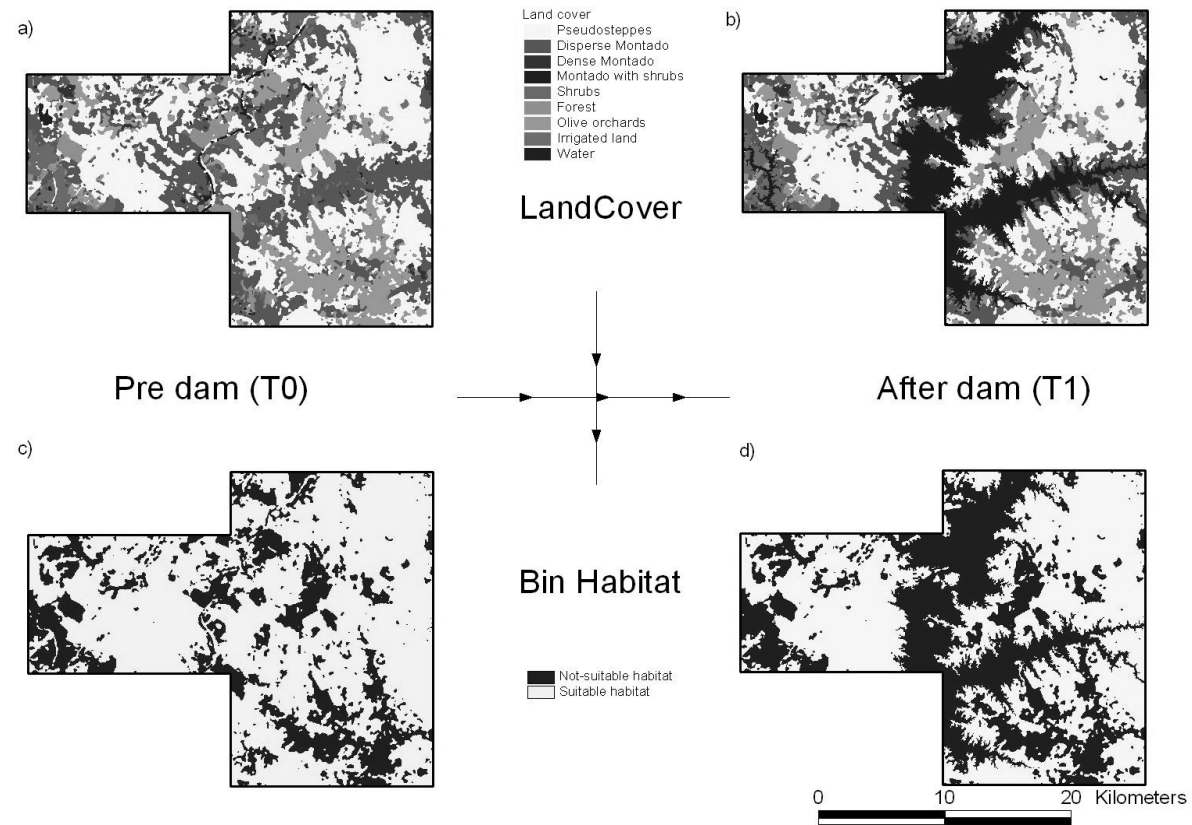 a)
Land cover
Pseudosteppes
Disperse Montado
Dense Montado
Montado with shrubs
Shrubs
Forest
Olive orchards
Irrigated land
Water
b)
LandCover
Pre dam (T0)
After dam (T1)
c)
d)
Bin Habitat
Not-suitable habitat
Suitable habitat
0 10 20 Kilometers